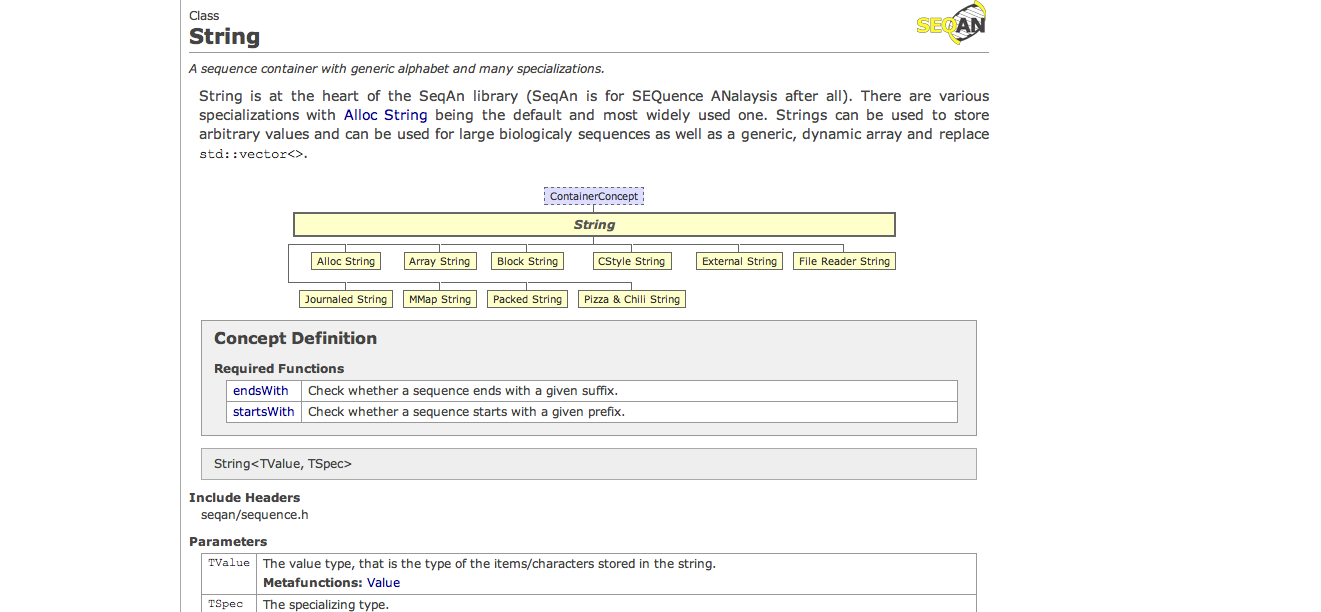 Class
String
SEQAN
A sequence container with generic alphabet and many specializations.
String is at the heart of the SeqAn library (SeqAn is for SEQuence ANalaysis after all). There are various
specializations with Alloc String being the default and most widely used one. Strings can be used to store
arbitrary values and can be used for large biologicaly sequences as well as a generic, dynamic array and replace
std::vector<>.
ContainerConcept
String
Alloc String Array String Block String CStyle String External String File Reader String
Journaled String MMap String Packed String Pizza & Chili String
Concept Definition
Required Functions
endsWith Check whether a sequence ends with a given suffix.
startsWith Check whether a sequence starts with a given prefix.
String<TValue, TSpec>
Include Headers
seqan/sequence.h
Parameters
TValue The value type, that is the type of the items/characters stored in the string.
Metafunctions: Value
TSpec The specializing type.